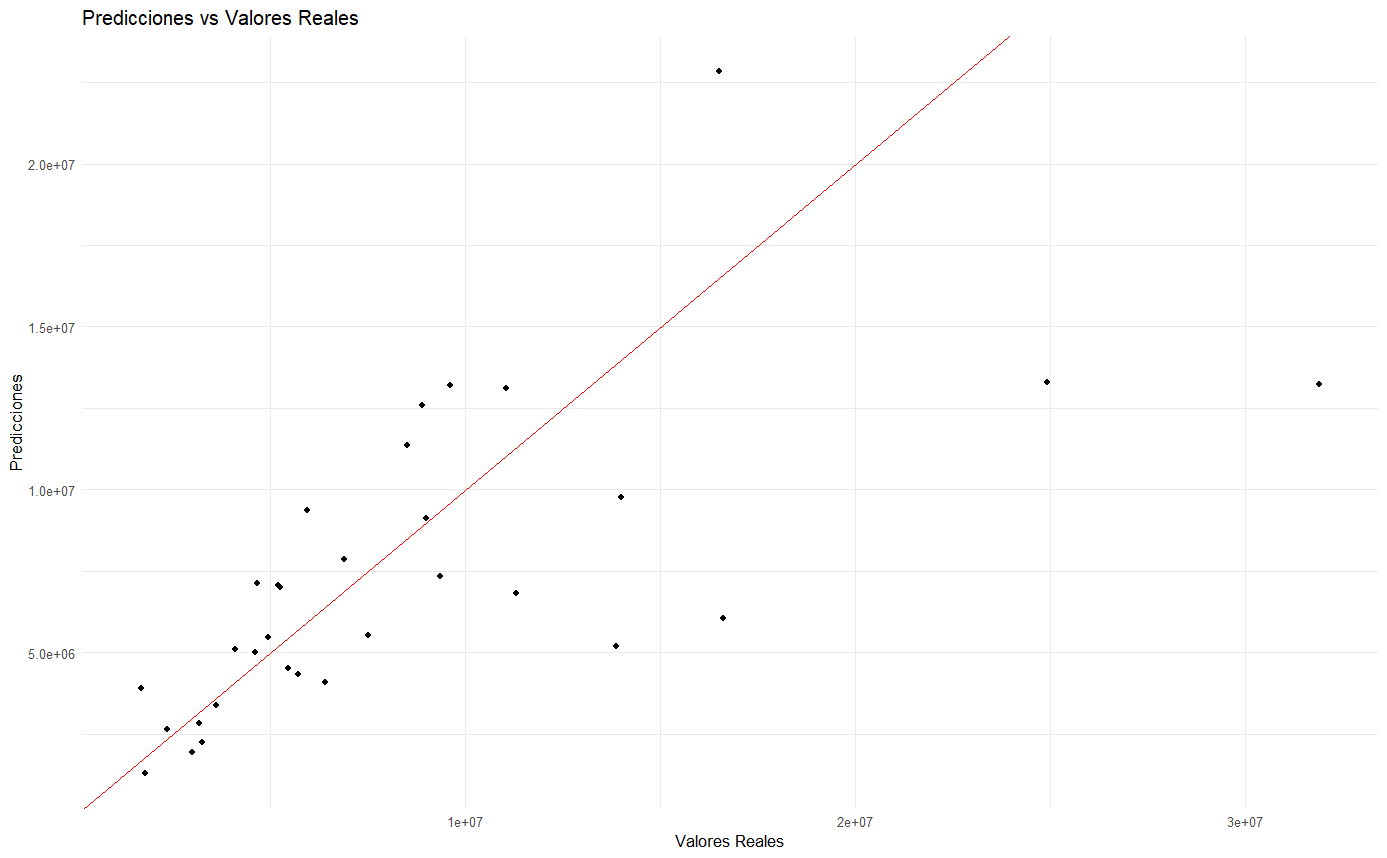 Predicciones vs Valores Reales
2.0e+07
1.5e+07
1.0e+07
5.0e+06
Predicciones
1e+07
2e+07
3e+07
Valores Reales